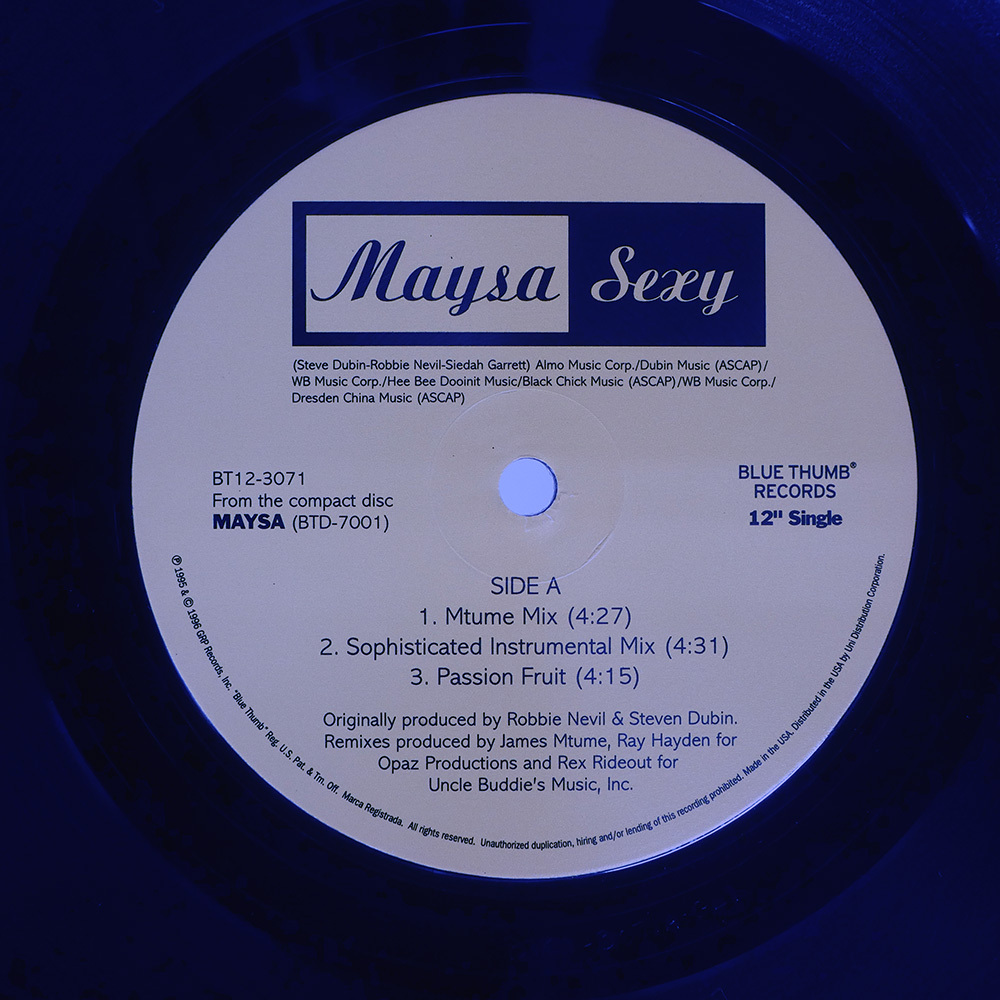 Maysa Sexy
(Steve Dubin-Robbie Nevil-Siedah Garrett) Almo Music Corp./Dubin Music (ASCAP)/
WB Music Corp./Hee Bee Dooinit Music/Black Chick Music (ASCAP)/WB Music Corp./
Dresden China Music (ASCAP)
BT12-3071
From the compact disc
MAYSA (BTD-7001)
BLUE THUMB®
RECORDS
12" Single
SIDE A
1. Mtume Mix (4:27)
2. Sophisticated Instrumental Mix (4:31)
3. Passion Fruit (4:15)
Originally produced by Robbie Nevil & Steven Dubin.
Remixes produced by James Mtume, Ray Hayden for
Opaz Productions and Rex Rideout for
Uncle Buddie's Music, Inc.
℗ 1995 & © 1996 GRP Records, Inc. "Blue Thumb" Reg. U.S. Pat. & Tm. Off. Marca Registrada. All rights reserved. Unauthorized duplication, hiring and/or lending of this recording prohibited. Made in the USA. Distributed in the USA by Uni Distribution Corporation.